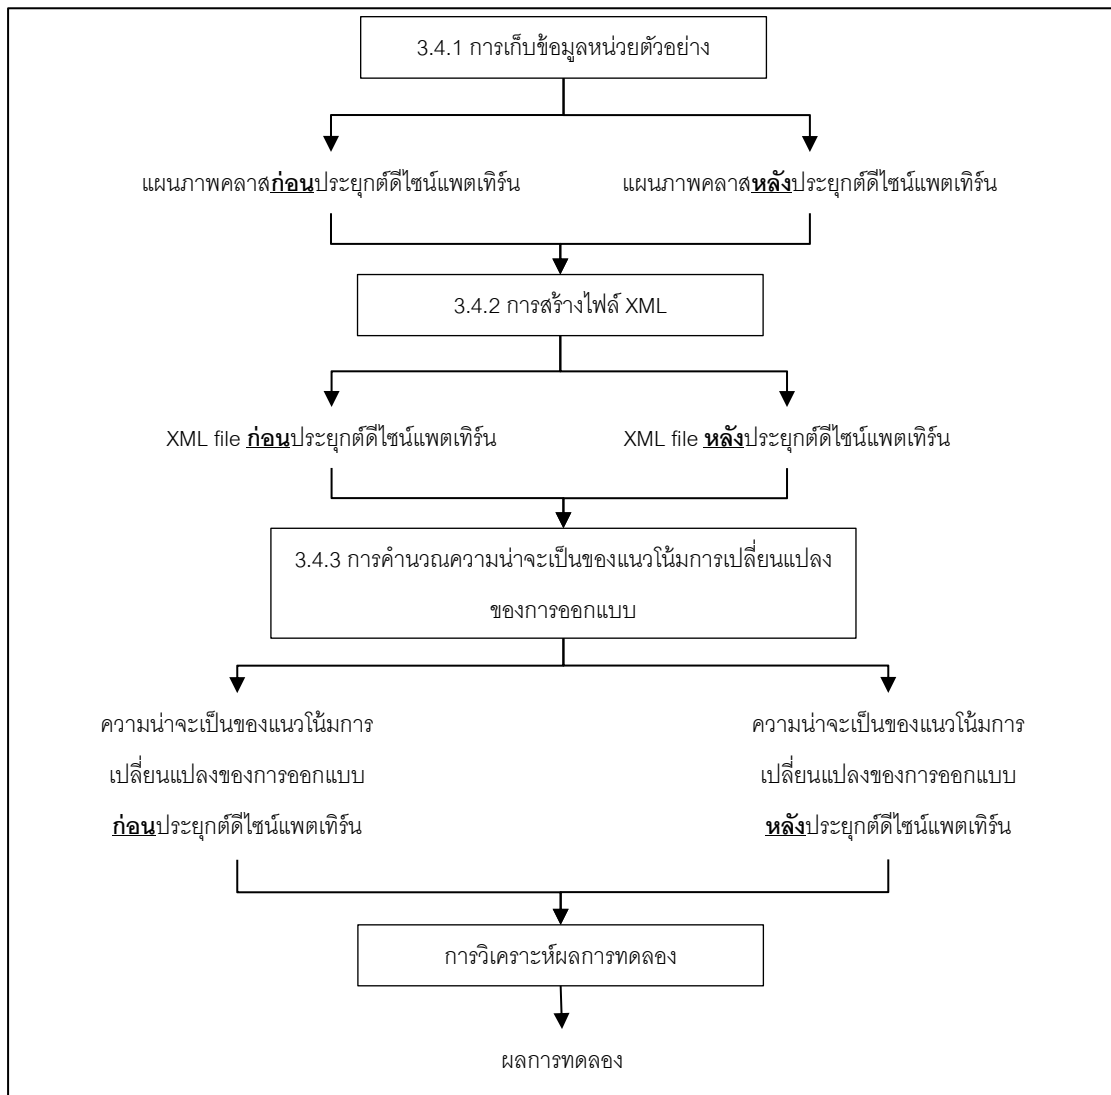 3.4.1 การเก็บข้อมูลหน่วยตัวอย่าง
แผนภาพคลาสก่อนประยุกต์ดีไซน์แพตเทิร์น
แผนภาพคลาสหลังประยุกต์ดีไซน์แพตเทิร์น
3.4.2 การสร้างไฟล์ XML
XML file ก่อนประยุกต์ดีไซน์แพตเทิร์น
XML file หลังประยุกต์ดีไซน์แพตเทิร์น
3.4.3 การคำนวณความน่าจะเป็นของแนวโน้มการเปลี่ยนแปลง
ของการออกแบบ
ความน่าจะเป็นของแนวโน้มการ
เปลี่ยนแปลงของการออกแบบ
ก่อนประยุกต์ดีไซน์แพตเทิร์น
ความน่าจะเป็นของแนวโน้มการ
เปลี่ยนแปลงของการออกแบบ
หลังประยุกต์ดีไซน์แพตเทิร์น
การวิเคราะห์ผลการทดลอง
ผลการทดลอง